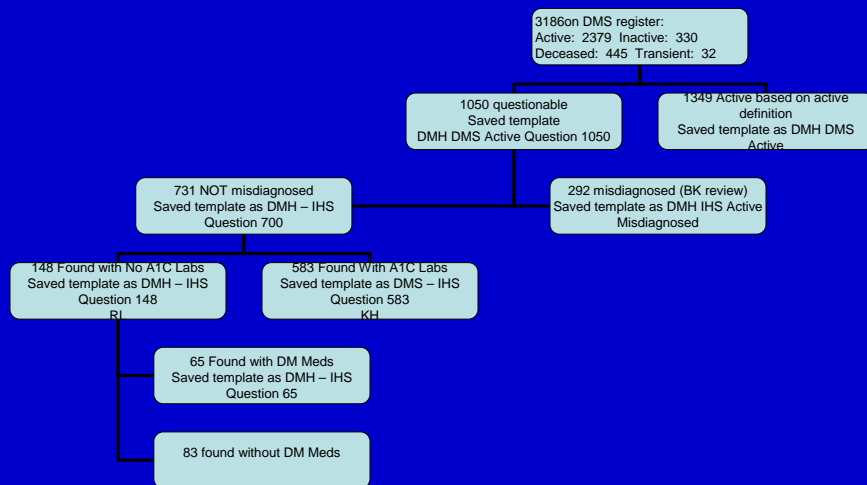 3186on DMS register:
Active: 2379 Inactive: 330
Deceased: 445 Transient: 32
1050 questionable
Saved template
DMH DMS Active Question 1050
1349 Active based on active
definition
Saved template as DMH DMS
Active
731 NOT misdiagnosed
Saved template as DMH – IHS
Question 700
292 misdiagnosed (BK review)
Saved template as DMH IHS Active
Misdiagnosed
148 Found with No A1C Labs
Saved template as DMH – IHS
Question 148
583 Found With A1C Labs
Saved template as DMS – IHS
Question 583
KH
65 Found with DM Meds
Saved template as DMH – IHS
Question 65
83 found without DM Meds